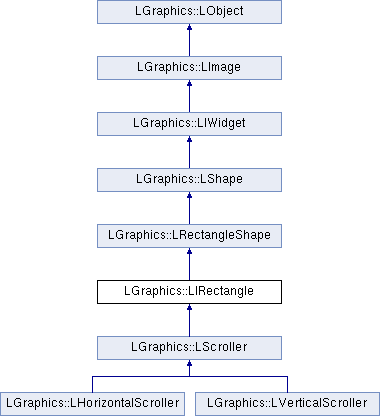 LGraphics::LObject
LGraphics::LImage
LGraphics::LIWidget
LGraphics::LShape
LGraphics::LRectangleShape
LGraphics::LIRectangle
LGraphics::LScroller
LGraphics::LHorizontalScroller
LGraphics::LVerticalScroller